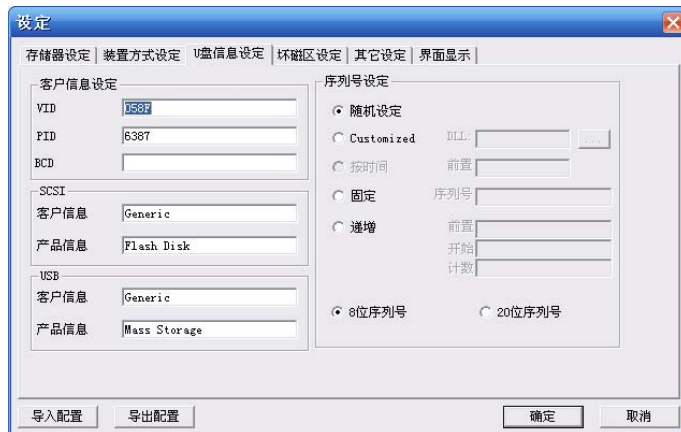 设定
存储器设定 装置方式设定 U盘信息设定 坏磁区设定 其它设定 界面显示
客户信息设定
VID 058F
PID 6387
BCD
SCSI
客户信息 Generic
产品信息 Flash Disk
USB
客户信息 Generic
产品信息 Mass Storage
序列号设定
随机设定
Customized DLL: ...
按时间 前置
固定 序列号
递增 前置
开始
计数
8位序列号 20位序列号
导入配置 导出配置 确定 取消